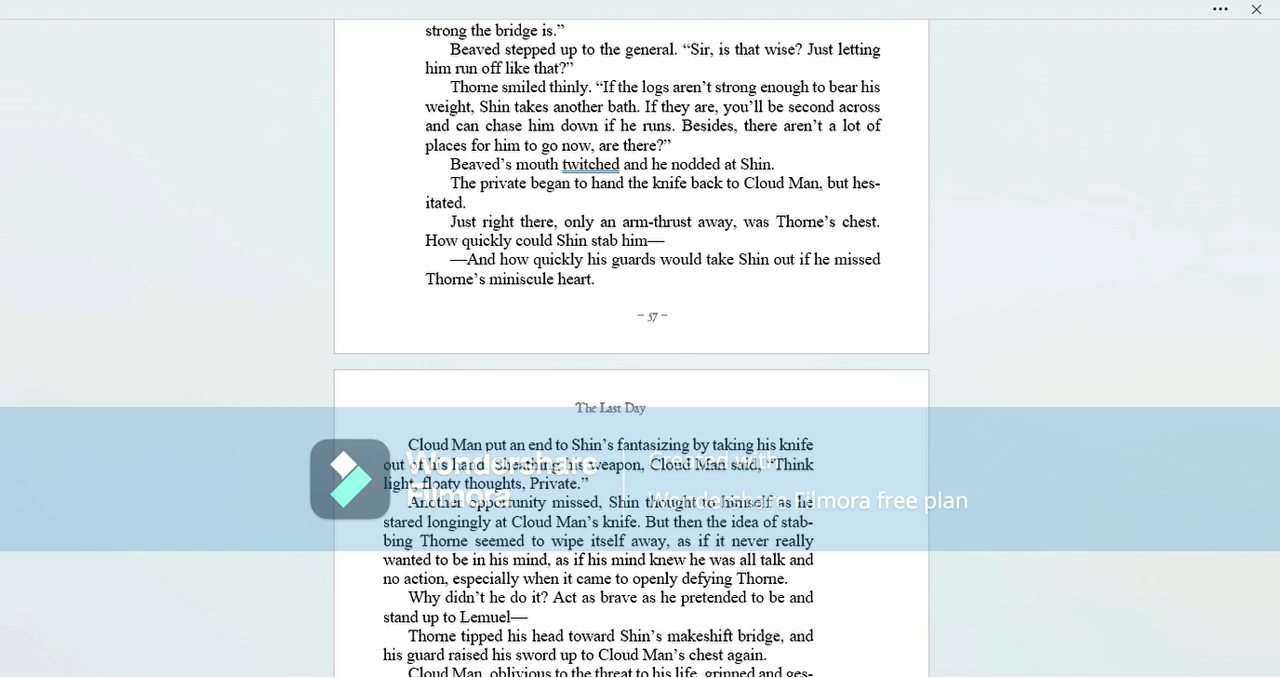 strong the bridge is.”
Beaved stepped up to the general. “Sir, is that wise? Just letting
him run off like that?”
Thorne smiled thinly. “If the logs aren’t strong enough to bear his
weight, Shin takes another bath. If they are, you’ll be second across
and can chase him down if he runs. Besides, there aren’t a lot of
places for him to go now, are there?”
Beaved’s mouth twitched and he nodded at Shin.
The private began to hand the knife back to Cloud Man, but hes-
itated.
Just right there, only an arm-thrust away, was Thorne’s chest.
How quickly could Shin stab him—
—And how quickly his guards would take Shin out if he missed
Thorne’s miniscule heart.
– 57 –
The Last Day
Cloud Man put an end to Shin’s fantasizing by taking his knife
out of his hand. Sheathing his weapon, Cloud Man said, “Think
light, floaty thoughts, Private.”
Another opportunity missed, Shin thought to himself as he
stared longingly at Cloud Man’s knife. But then the idea of stab-
bing Thorne seemed to wipe itself away, as if it never really
wanted to be in his mind, as if his mind knew he was all talk and
no action, especially when it came to openly defying Thorne.
Why didn’t he do it? Act as brave as he pretended to be and
stand up to Lemuel—
Thorne tipped his head toward Shin’s makeshift bridge, and
his guard raised his sword up to Cloud Man’s chest again.
Cloud Man, oblivious to the threat to his life, grinned and ges-
Wondershare
Filmora
Created with
Wondershare Filmora free plan